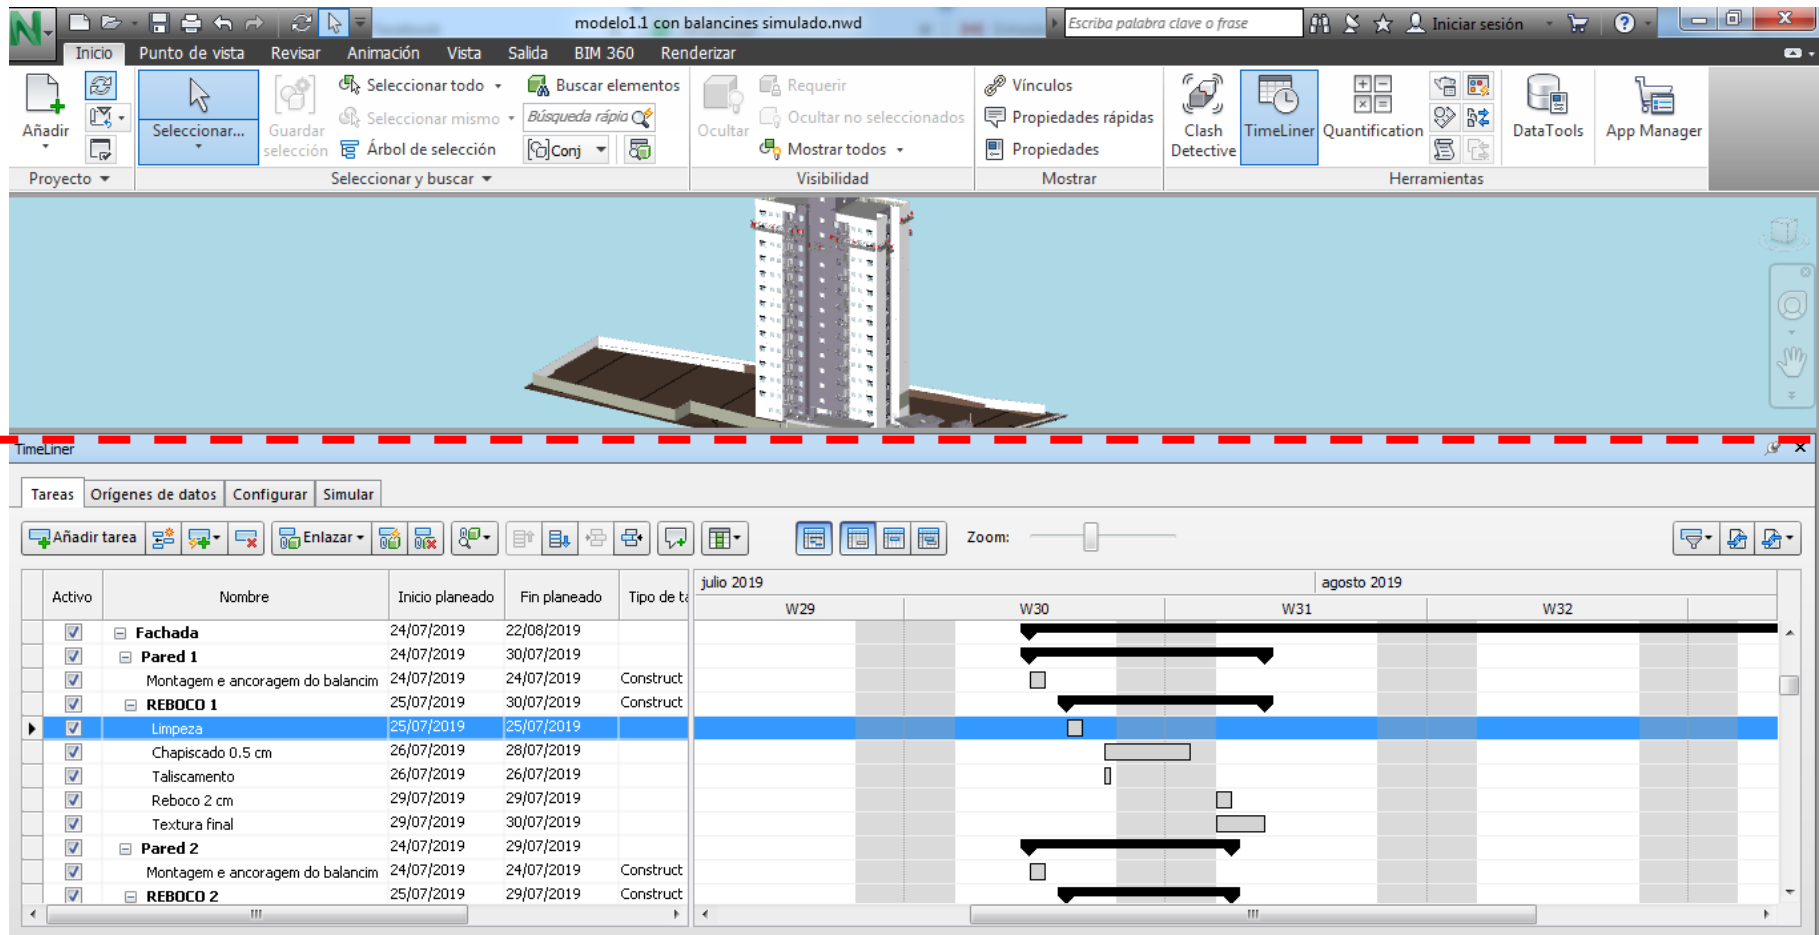 modelo1.1 con balancines simulado.nwd
Escriba palabra clave o frase
Iniciar sesión
Inicio Punto de vista Revisar Animación Vista Salida BIM 360 Renderizar
Añadir
Seleccionar...
Guardar selección
Seleccionar todo
Seleccionar mismo
Árbol de selección
Buscar elementos
Búsqueda rápida
Conj
Ocultar
Requerir
Ocultar no seleccionados
Mostrar todos
Vínculos
Propiedades rápidas
Propiedades
Clash Detective
TimeLiner
Quantification
DataTools
App Manager
Proyecto Seleccionar y buscar Visibilidad Mostrar Herramientas
TimeLiner
Tareas Orígenes de datos Configurar Simular
Añadir tarea Enlazar Zoom:
Activo Nombre Inicio planeado Fin planeado Tipo de ta
julio 2019 agosto 2019
W29 W30 W31 W32
Fachada 24/07/2019 22/08/2019
Pared 1 24/07/2019 30/07/2019
Montagem e ancoragem do balancim 24/07/2019 24/07/2019 Construct
REBOCO 1 25/07/2019 30/07/2019 Construct
Limpeza 25/07/2019 25/07/2019
Chapiscado 0.5 cm 26/07/2019 28/07/2019
Taliscamento 26/07/2019 26/07/2019
Reboco 2 cm 29/07/2019 29/07/2019
Textura final 29/07/2019 30/07/2019
Pared 2 24/07/2019 29/07/2019
Montagem e ancoragem do balancim 24/07/2019 24/07/2019 Construct
REBOCO 2 25/07/2019 29/07/2019 Construct